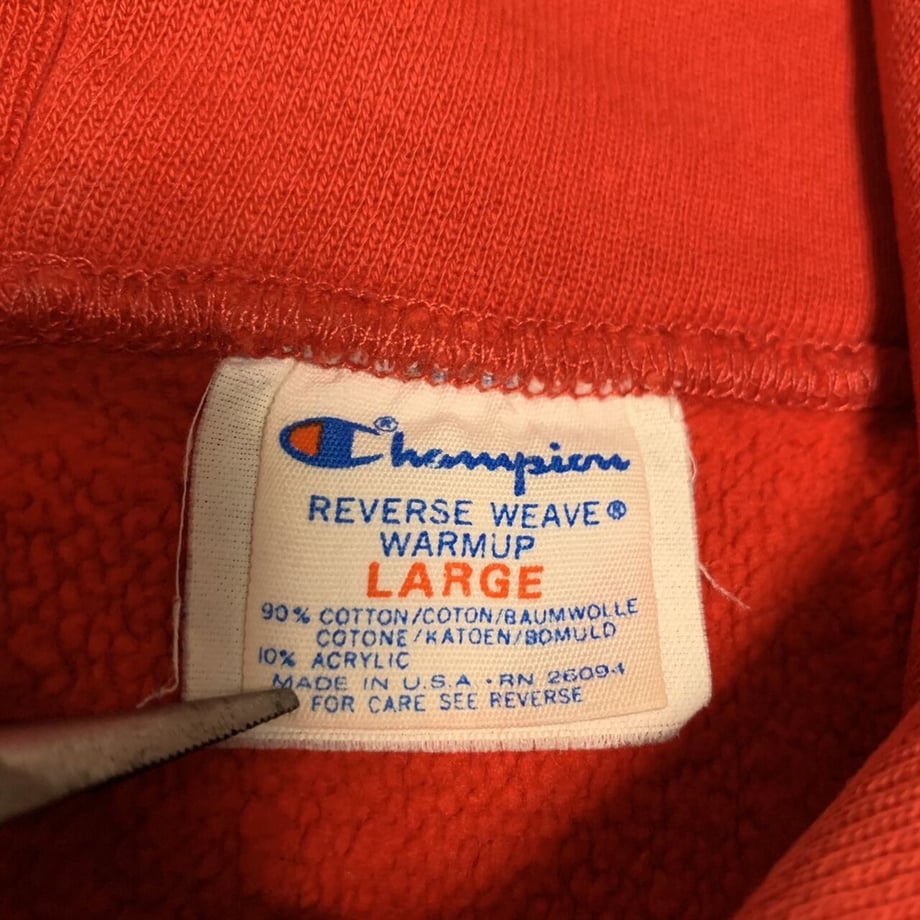 Champion®
REVERSE WEAVE®
WARMUP
LARGE
90% COTTON/COTON/BAUMWOLLE
COTONE/KATOEN/BOMULD
10% ACRYLIC
MADE IN U.S.A • RN 26094
FOR CARE SEE REVERSE